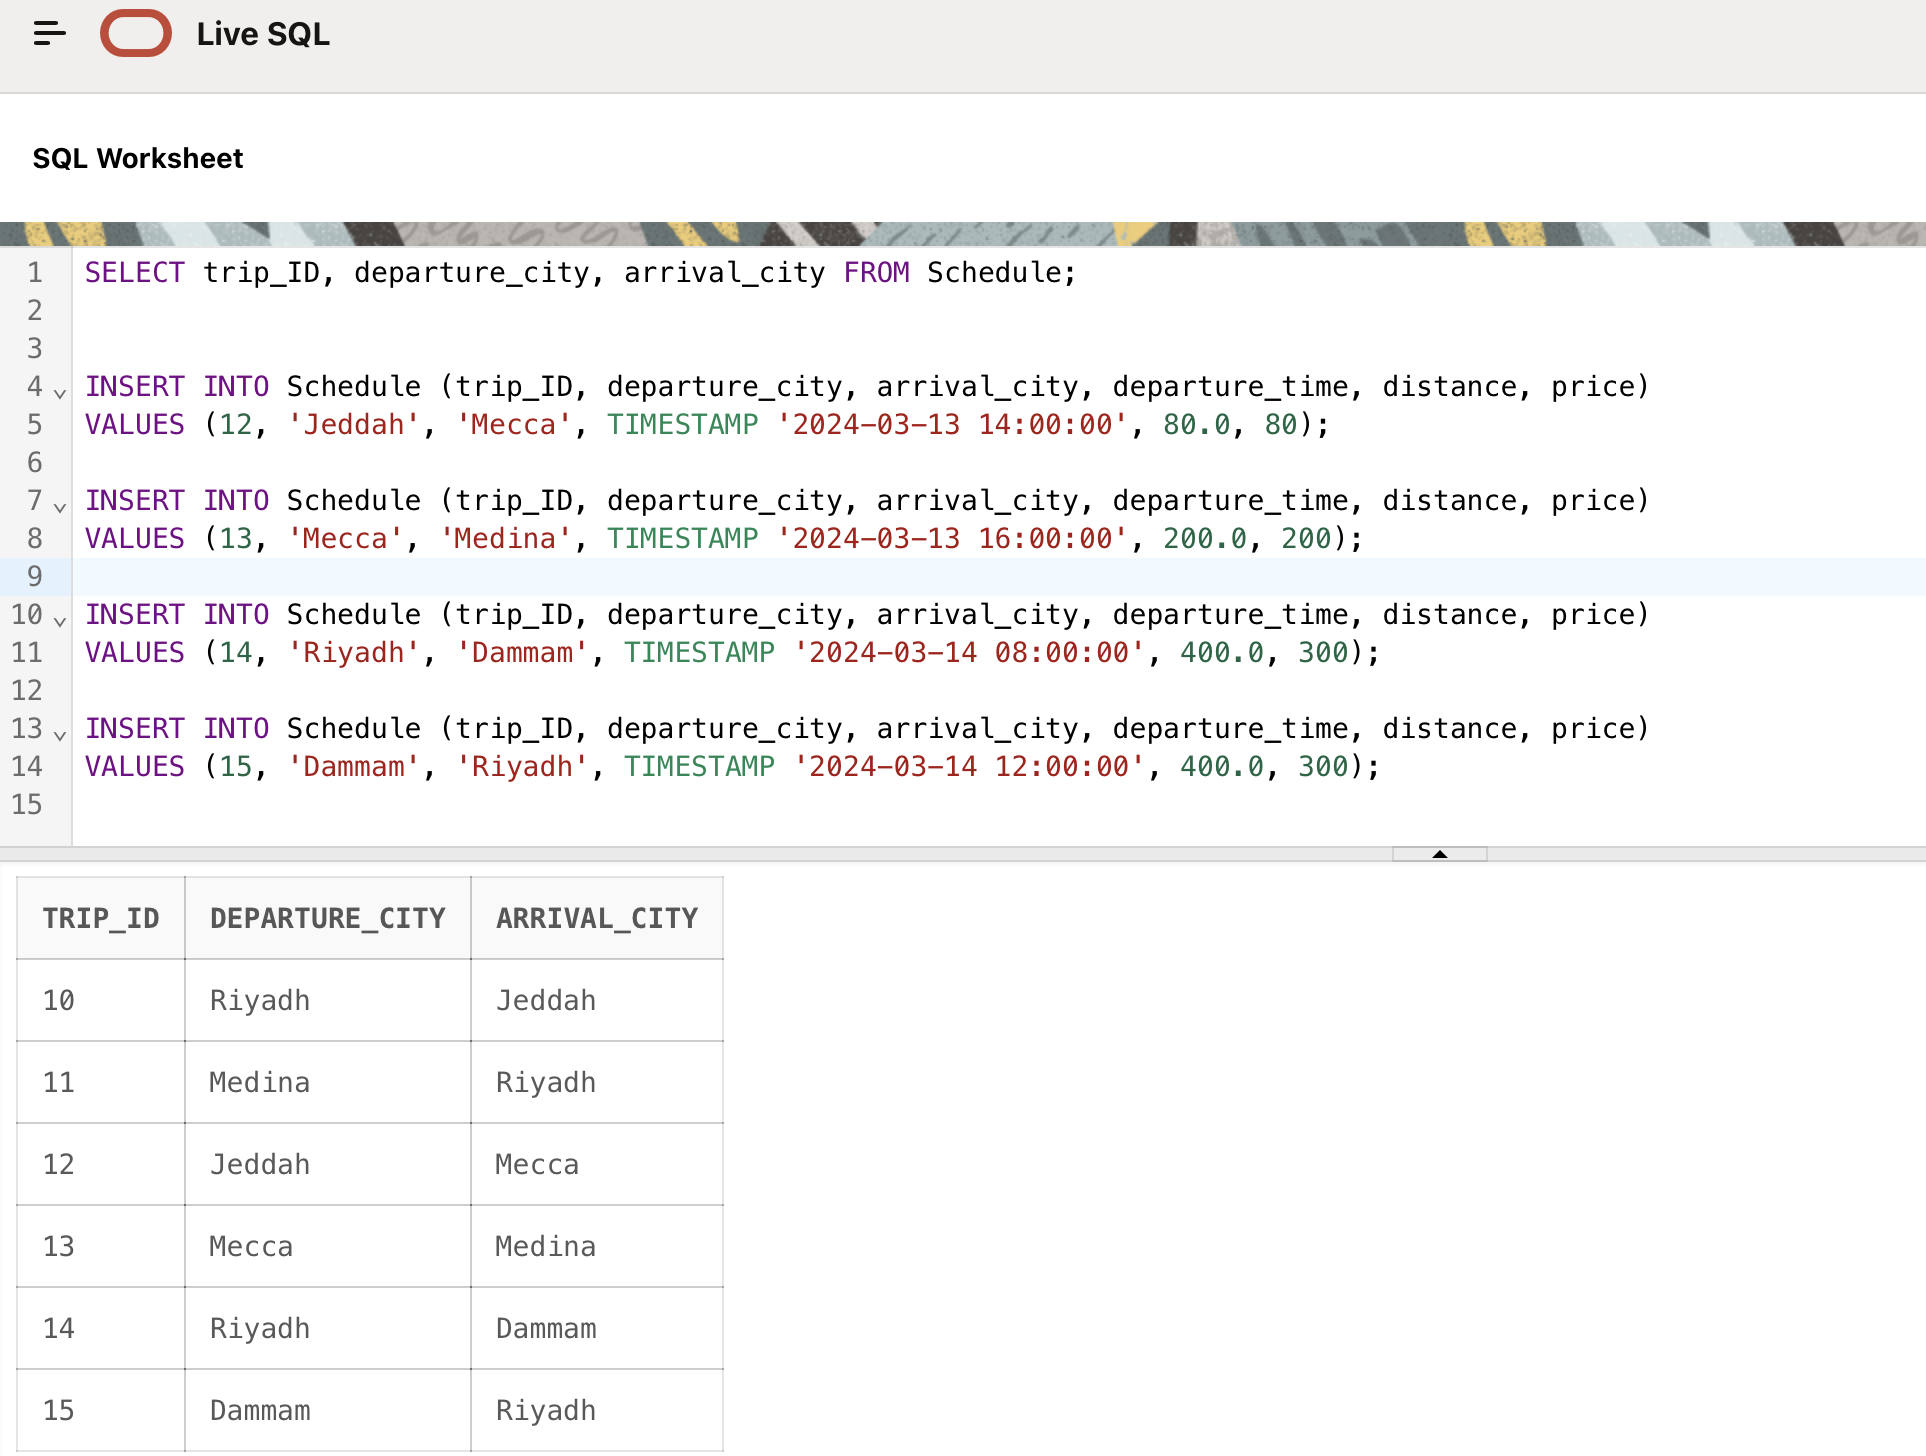 Live SQL
SQL Worksheet
1 SELECT trip_ID, departure_city, arrival_city FROM Schedule;
2
3
4 INSERT INTO Schedule (trip_ID, departure_city, arrival_city, departure_time, distance, price)
5 VALUES (12, 'Jeddah', 'Mecca', TIMESTAMP '2024-03-13 14:00:00', 80.0, 80);
6
7 INSERT INTO Schedule (trip_ID, departure_city, arrival_city, departure_time, distance, price)
8 VALUES (13, 'Mecca', 'Medina', TIMESTAMP '2024-03-13 16:00:00', 200.0, 200);
9
10 INSERT INTO Schedule (trip_ID, departure_city, arrival_city, departure_time, distance, price)
11 VALUES (14, 'Riyadh', 'Dammam', TIMESTAMP '2024-03-14 08:00:00', 400.0, 300);
12
13 INSERT INTO Schedule (trip_ID, departure_city, arrival_city, departure_time, distance, price)
14 VALUES (15, 'Dammam', 'Riyadh', TIMESTAMP '2024-03-14 12:00:00', 400.0, 300);
15
TRIP_ID DEPARTURE_CITY ARRIVAL_CITY
10 Riyadh Jeddah
11 Medina Riyadh
12 Jeddah Mecca
13 Mecca Medina
14 Riyadh Dammam
15 Dammam Riyadh